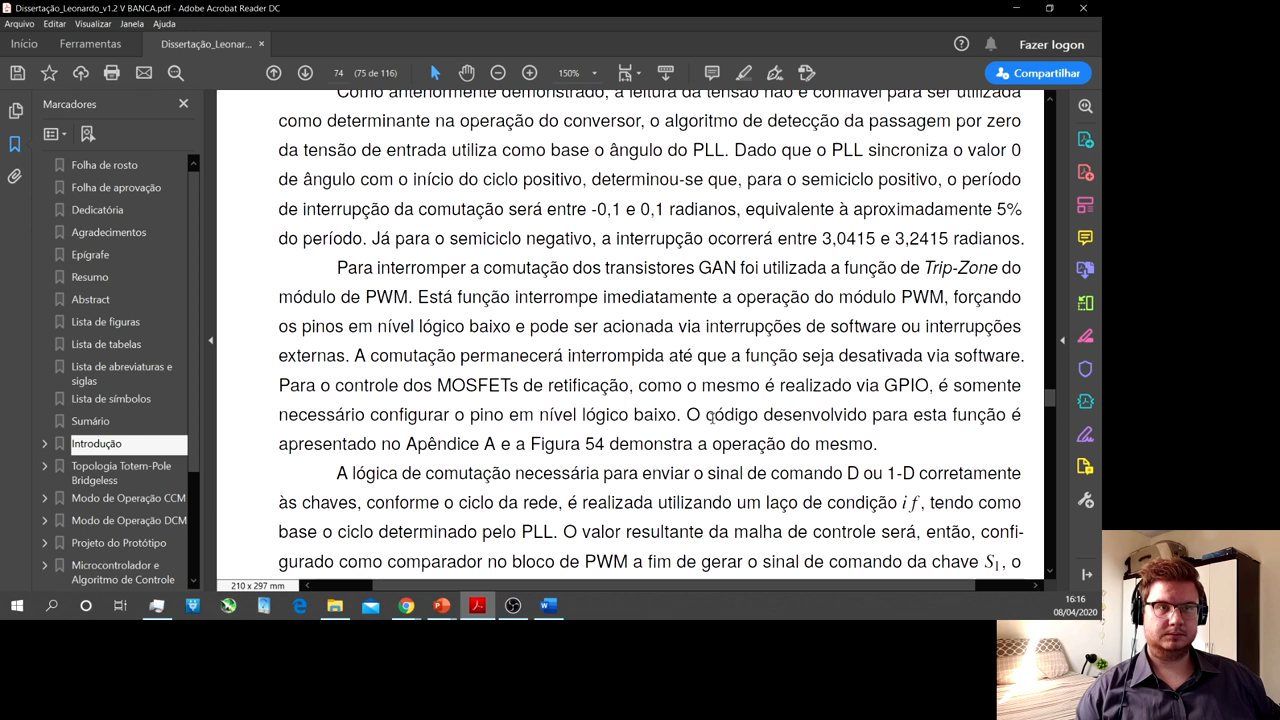 Dissertação_Leonardo_v1.2 V BANCA.pdf - Adobe Acrobat Reader DC
Arquivo Editar Visualizar Janela Ajuda
Início Ferramentas Dissertação_Leonar... × Fazer logon
74 (75 de 116) 150% Compartilhar
Marcadores
Folha de rosto
Folha de aprovação
Dedicatória
Agradecimentos
Epígrafe
Resumo
Abstract
Lista de figuras
Lista de tabelas
Lista de abreviaturas e
siglas
Lista de símbolos
Sumário
Introdução
Topologia Totem-Pole
Bridgeless
Modo de Operação CCM
Modo de Operação DCM
Projeto do Protótipo
Microcontrolador e
Algoritmo de Controle
Como anteriormente demonstrado, a leitura da tensão não é confiável para ser utilizada
como determinante na operação do conversor, o algoritmo de detecção da passagem por zero
da tensão de entrada utiliza como base o ângulo do PLL. Dado que o PLL sincroniza o valor 0
de ângulo com o início do ciclo positivo, determinou-se que, para o semiciclo positivo, o período
de interrupção da comutação será entre -0,1 e 0,1 radianos, equivalente à aproximadamente 5%
do período. Já para o semiciclo negativo, a interrupção ocorrerá entre 3,0415 e 3,2415 radianos.
Para interromper a comutação dos transistores GAN foi utilizada a função de Trip-Zone do
módulo de PWM. Está função interrompe imediatamente a operação do módulo PWM, forçando
os pinos em nível lógico baixo e pode ser acionada via interrupções de software ou interrupções
externas. A comutação permanecerá interrompida até que a função seja desativada via software.
Para o controle dos MOSFETs de retificação, como o mesmo é realizado via GPIO, é somente
necessário configurar o pino em nível lógico baixo. O código desenvolvido para esta função é
apresentado no Apêndice A e a Figura 54 demonstra a operação do mesmo.
A lógica de comutação necessária para enviar o sinal de comando D ou 1-D corretamente
às chaves, conforme o ciclo da rede, é realizada utilizando um laço de condição if, tendo como
base o ciclo determinado pelo PLL. O valor resultante da malha de controle será, então, confi-
gurado como comparador no bloco de PWM a fim de gerar o sinal de comando da chave S1, o
210 x 297 mm
16:16
08/04/2020